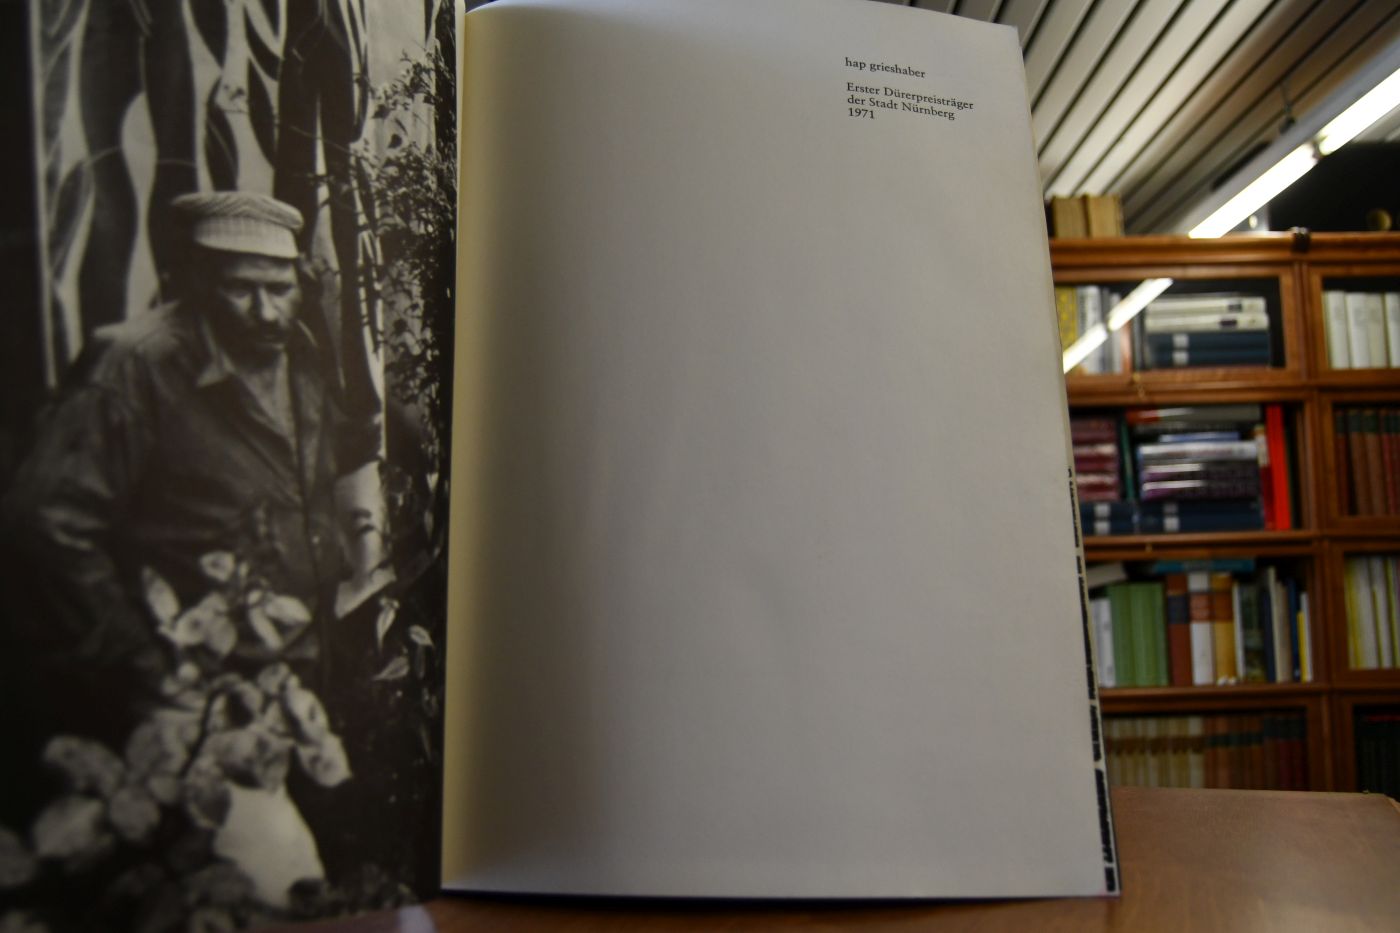 hap grieshaber
Erster Dürerpreisträger
der Stadt Nürnberg
1971